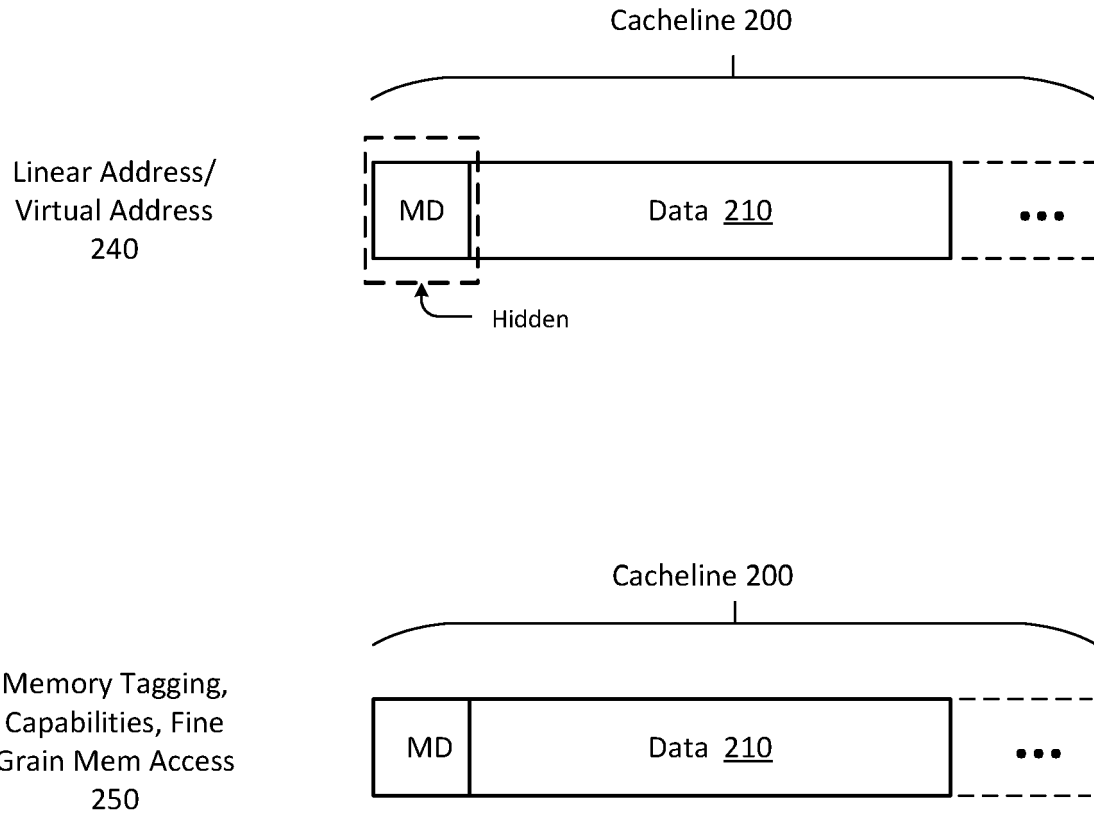 Cacheline 200
Linear Address/
Virtual Address
240
MD
Data 210
...
Hidden
Cacheline 200
Memory Tagging,
Capabilities, Fine
Grain Mem Access
250
MD
Data 210
...